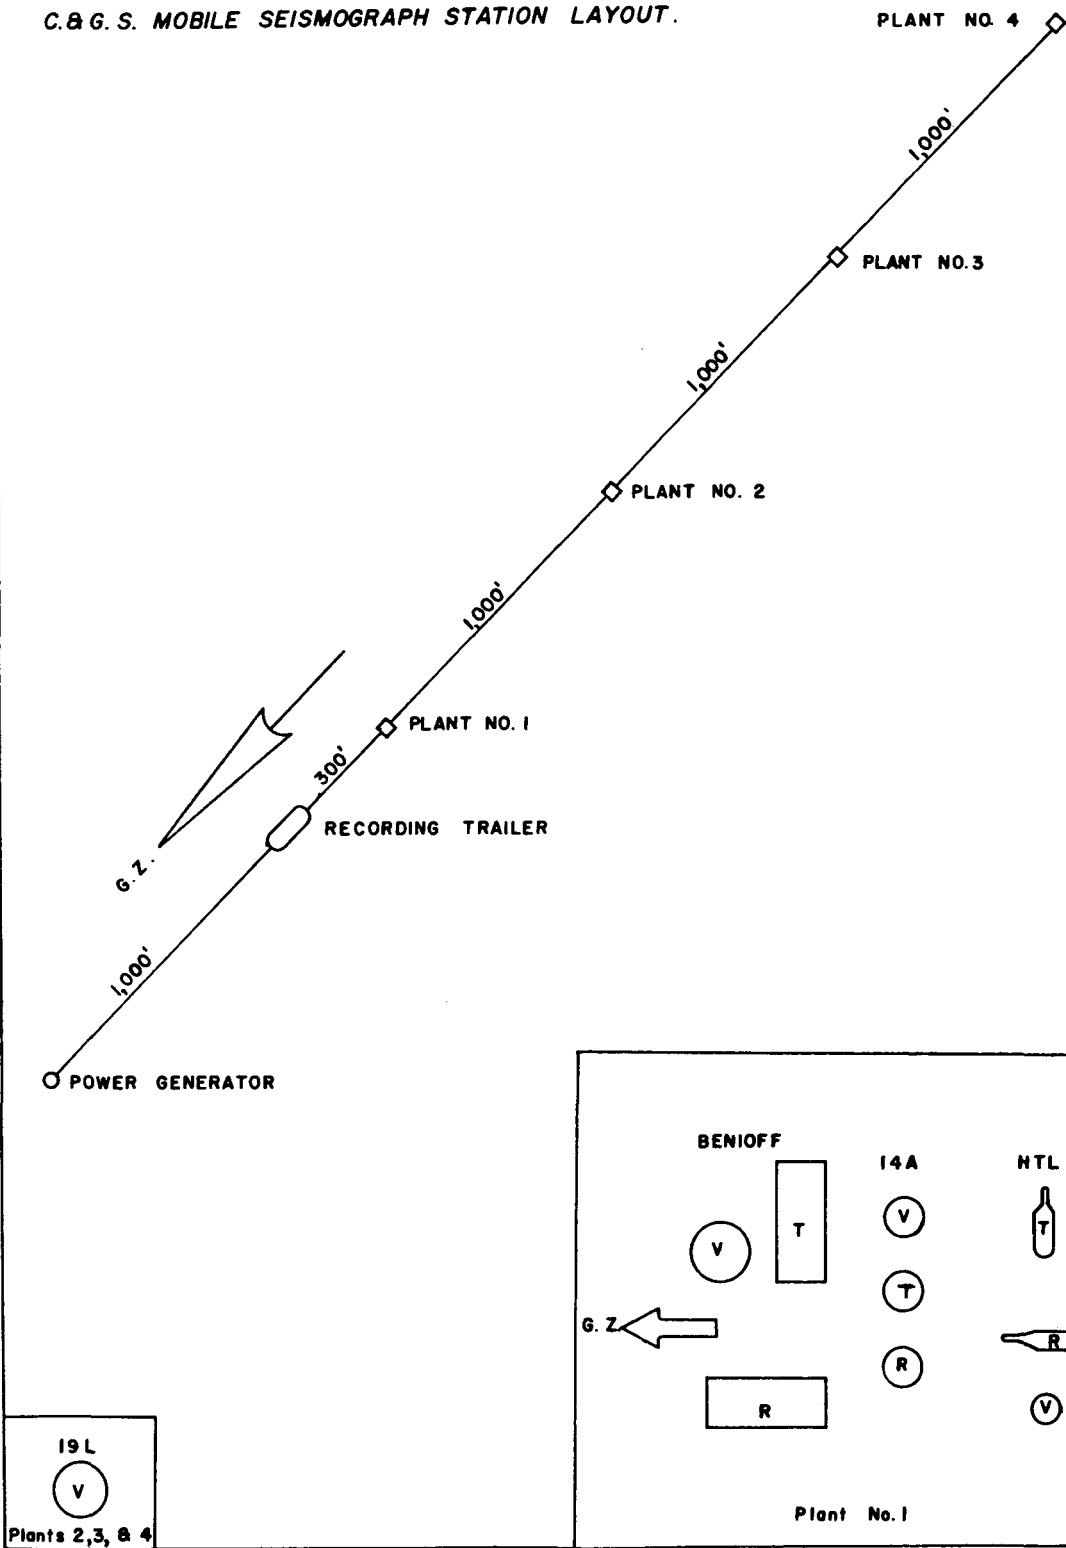 C.&G.S. MOBILE SEISMOGRAPH STATION LAYOUT.
PLANT NO. 4
1,000'
PLANT NO. 3
1,000'
PLANT NO. 2
1,000'
PLANT NO. 1
300'
RECORDING TRAILER
G.Z.
1,000'
POWER GENERATOR
BENIOFF
14A
HTL
V
T
V
T
T
G.Z.
R
R
R
V
Plant No. 1
19L
V
Plants 2,3, & 4